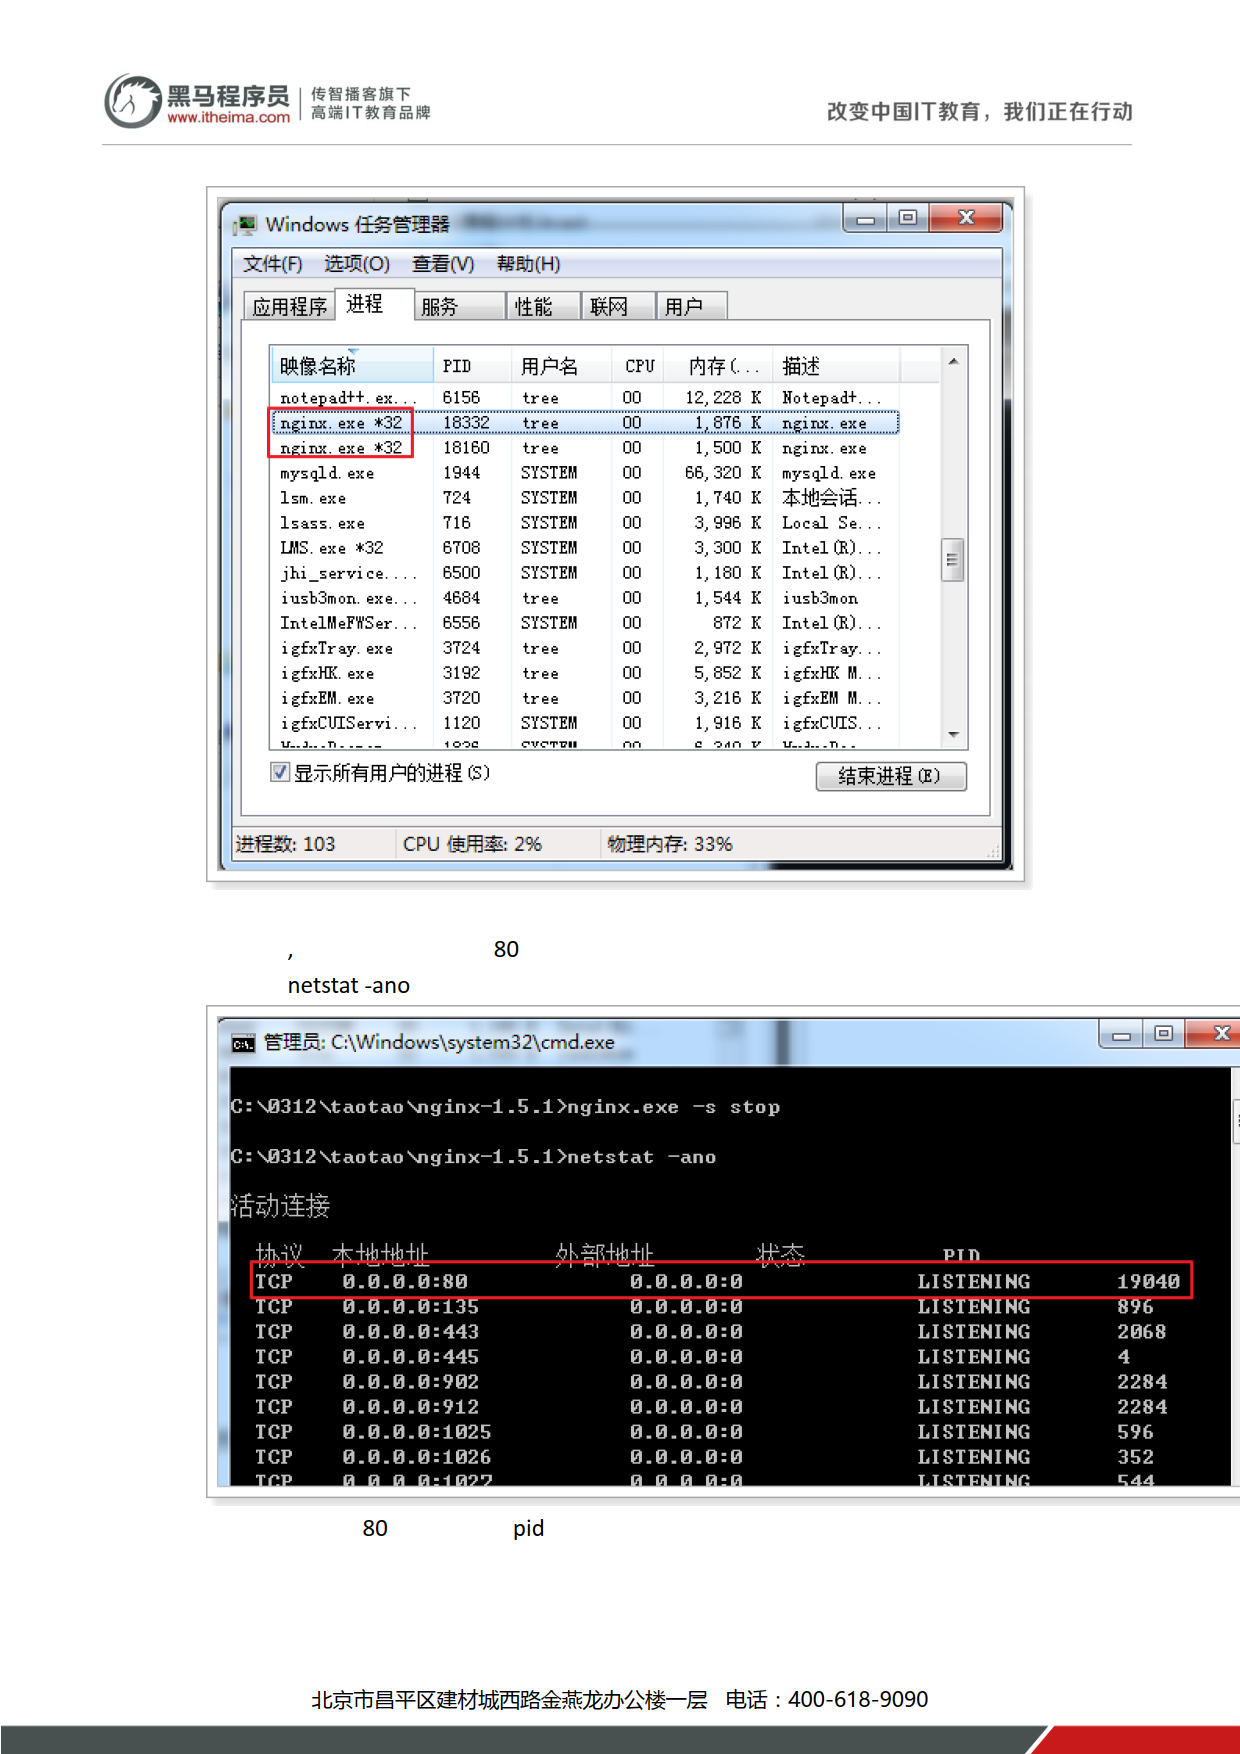 黑马程序员
www.itheima.com
传智播客旗下
高端IT教育品牌
改变中国IT教育，我们正在行动
Windows 任务管理器
文件(F) 选项(O) 查看(V) 帮助(H)
应用程序 进程 服务 性能 联网 用户
映像名称 PID 用户名 CPU 内存(... 描述
notepad++.ex... 6156 tree 00 12,228 K Notepad+...
nginx.exe *32 18332 tree 00 1,876 K nginx.exe
nginx.exe *32 18160 tree 00 1,500 K nginx.exe
mysqld.exe 1944 SYSTEM 00 66,320 K mysqld.exe
lsm.exe 724 SYSTEM 00 1,740 K 本地会话...
lsass.exe 716 SYSTEM 00 3,996 K Local Se...
LMS.exe *32 6708 SYSTEM 00 3,300 K Intel(R)...
jhi_service.... 6500 SYSTEM 00 1,180 K Intel(R)...
iusb3mon.exe... 4684 tree 00 1,544 K iusb3mon
IntelMeFWSer... 6556 SYSTEM 00 872 K Intel(R)...
igfxTray.exe 3724 tree 00 2,972 K igfxTray...
igfxHK.exe 3192 tree 00 5,852 K igfxHK M...
igfxEM.exe 3720 tree 00 3,216 K igfxEM M...
igfxCUIServi... 1120 SYSTEM 00 1,916 K igfxCUIS...
显示所有用户的进程(S) 结束进程(E)
进程数: 103 CPU 使用率: 2% 物理内存: 33%
, 80
netstat -ano
管理员: C:\Windows\system32\cmd.exe
C:\0312\taotao\nginx-1.5.1>nginx.exe -s stop
C:\0312\taotao\nginx-1.5.1>netstat -ano
活动连接
协议 本地地址 外部地址 状态 PID
TCP 0.0.0.0:80 0.0.0.0:0 LISTENING 19040
TCP 0.0.0.0:135 0.0.0.0:0 LISTENING 896
TCP 0.0.0.0:443 0.0.0.0:0 LISTENING 2068
TCP 0.0.0.0:445 0.0.0.0:0 LISTENING 4
TCP 0.0.0.0:902 0.0.0.0:0 LISTENING 2284
TCP 0.0.0.0:912 0.0.0.0:0 LISTENING 2284
TCP 0.0.0.0:1025 0.0.0.0:0 LISTENING 596
TCP 0.0.0.0:1026 0.0.0.0:0 LISTENING 352
TCP 0.0.0.0:1027 0.0.0.0:0 LISTENING 544
80 pid
北京市昌平区建材城西路金燕龙办公楼一层 电话：400-618-9090